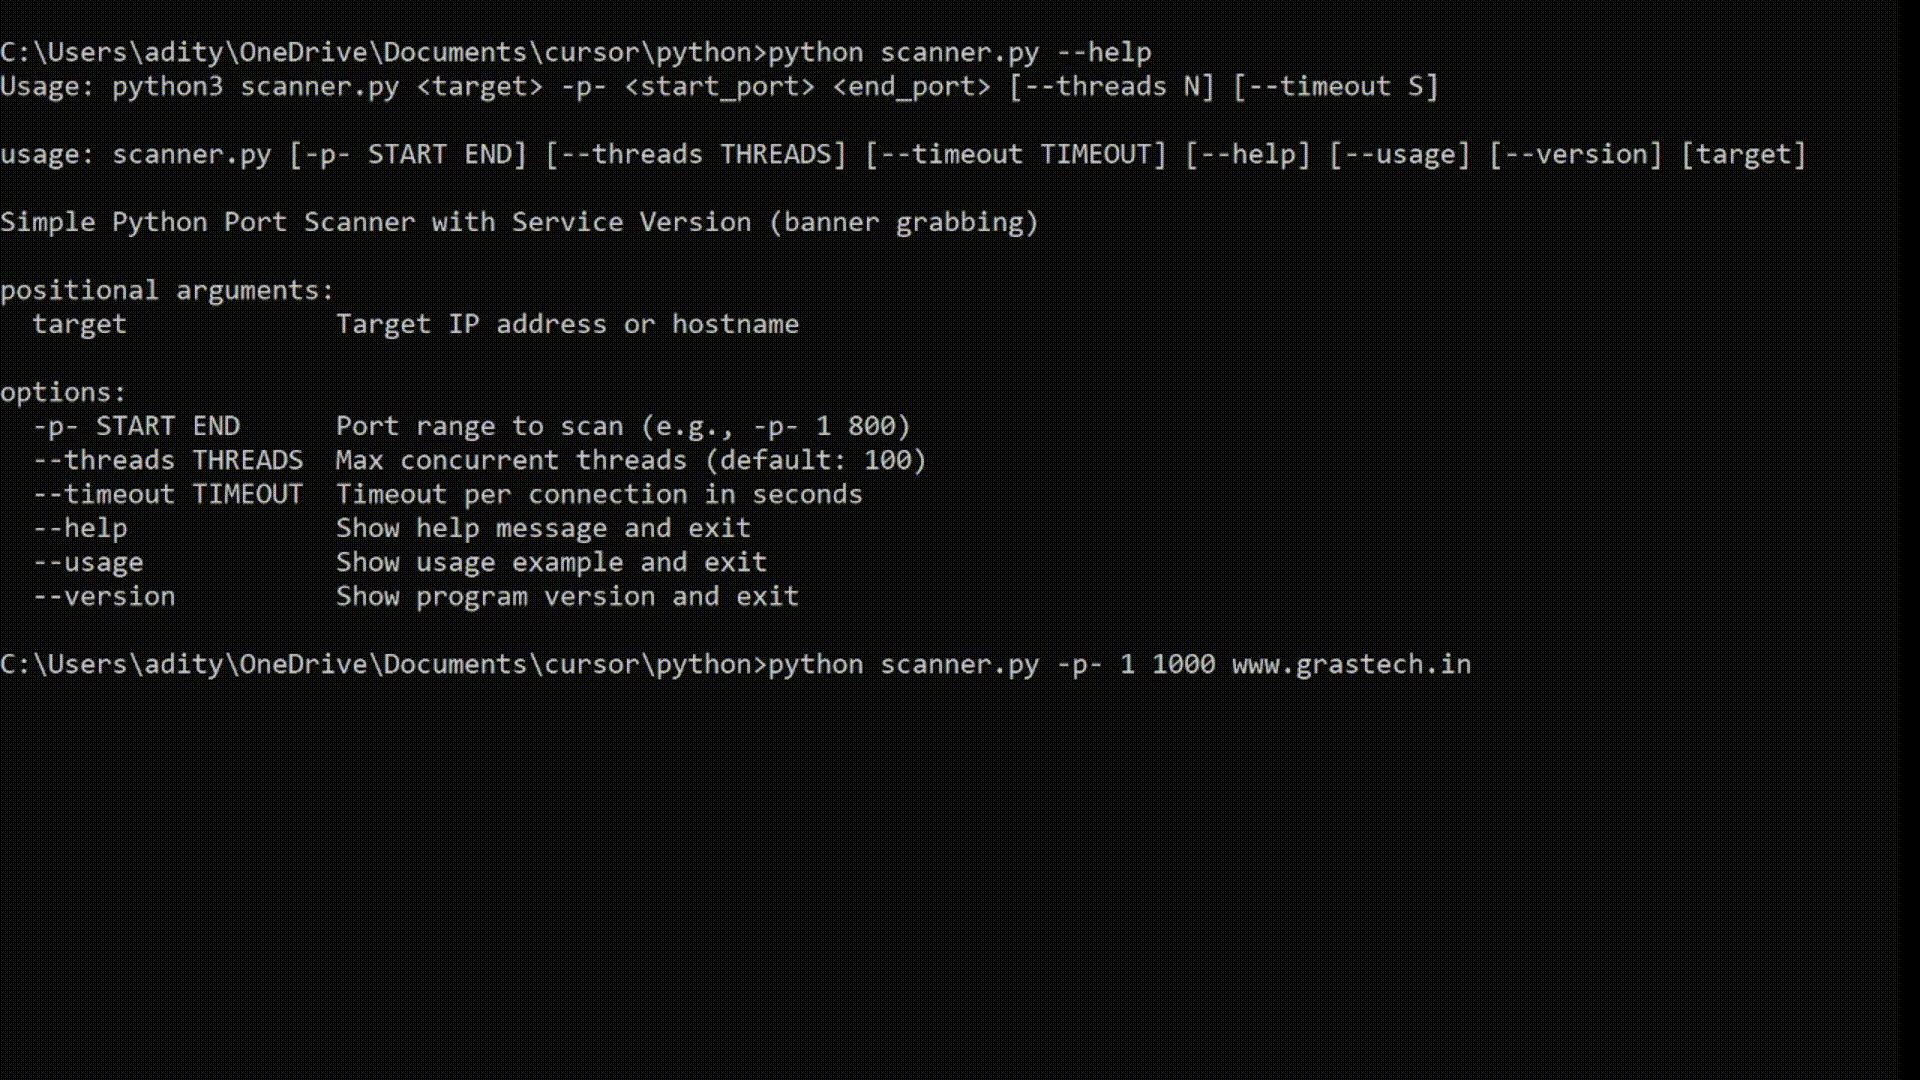 C:\Users\adity\OneDrive\Documents\cursor\python>python scanner.py --help
Usage: python3 scanner.py <target> -p- <start_port> <end_port> [--threads N] [--timeout S]
usage: scanner.py [-p- START END] [--threads THREADS] [--timeout TIMEOUT] [--help] [--usage] [--version] [target]
Simple Python Port Scanner with Service Version (banner grabbing)
positional arguments:
  target             Target IP address or hostname
options:
  -p- START END      Port range to scan (e.g., -p- 1 800)
  --threads THREADS  Max concurrent threads (default: 100)
  --timeout TIMEOUT  Timeout per connection in seconds
  --help             Show help message and exit
  --usage            Show usage example and exit
  --version          Show program version and exit
C:\Users\adity\OneDrive\Documents\cursor\python>python scanner.py -p- 1 1000 www.grastech.in